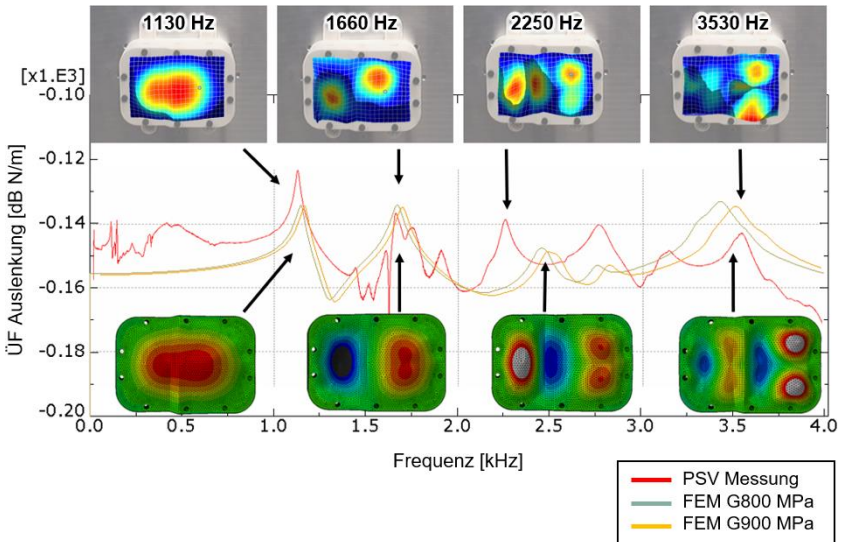 1130 Hz
1660 Hz
2250 Hz
3530 Hz
[x1.E3]
-0.10
-0.12
-0.14
-0.16
-0.18
-0.20
ÜF Auslenkung [dB N/m]
0.0
0.5
1.0
1.5
2.0
2.5
3.0
3.5
4.0
Frequenz [kHz]
PSV Messung
FEM G800 MPa
FEM G900 MPa